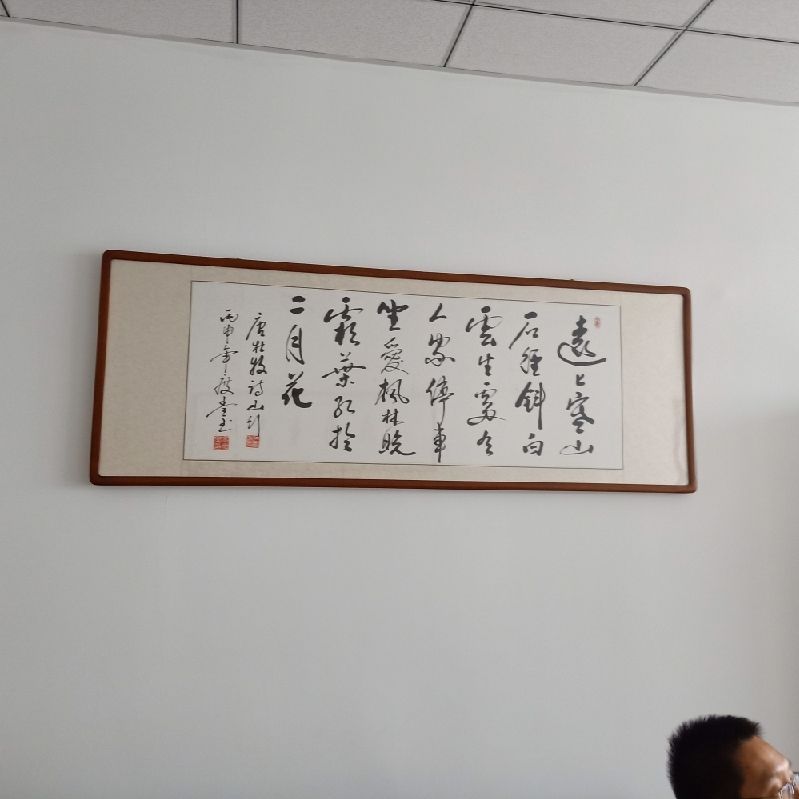 遠上寒山
石徑斜白
雲生處有
人家停車
坐愛楓林晚
霜葉紅於
二月花
唐杜牧詩山行
丙申年